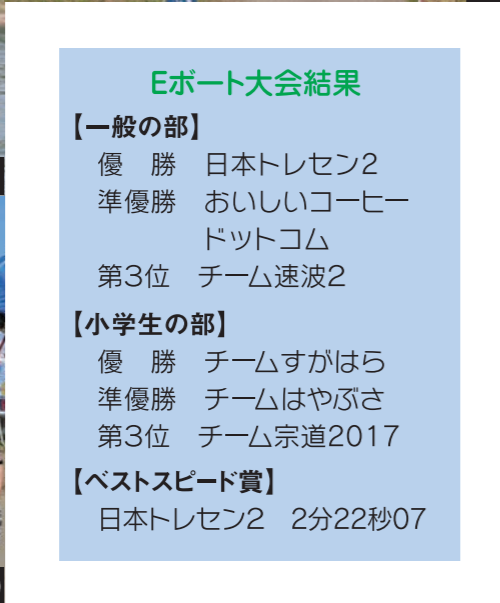 Eボート大会結果
【一般の部】
優　勝　日本トレセン2
準優勝　おいしいコーヒー
ドットコム
第3位　チーム速波2
【小学生の部】
優　勝　チームすがはら
準優勝　チームはやぶさ
第3位　チーム宗道2017
【ベストスピード賞】
日本トレセン2　2分22秒07